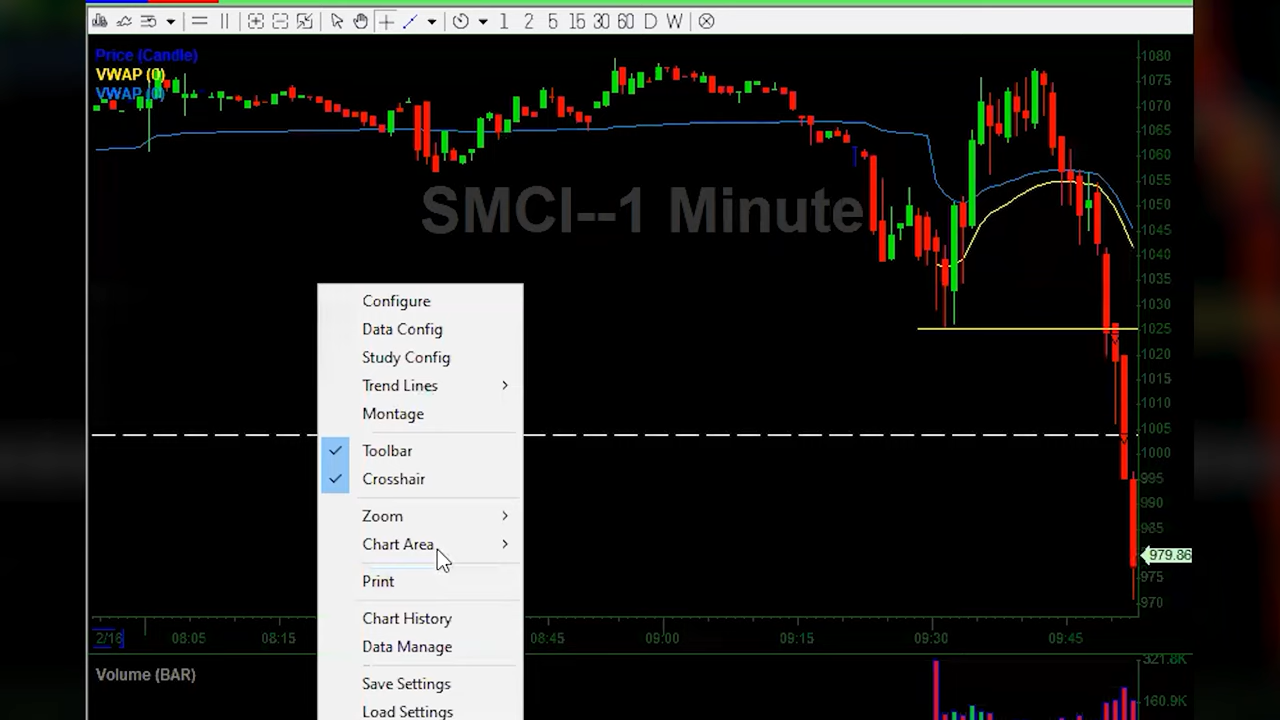 1 2 5 15 30 60 D W
Price (Candle)
VWAP (0)
VWAP (0)
SMCI--1 Minute
Configure
Data Config
Study Config
Trend Lines
Montage
Toolbar
Crosshair
Zoom
Chart Area
Print
Chart History
Data Manage
Save Settings
Load Settings
1080
1075
1070
1065
1060
1055
1050
1045
1040
1035
1030
1025
1020
1015
1010
1005
1000
995
990
985
979.86
975
970
2/16 08:05 08:15 08:45 09:00 09:15 09:30 09:45
Volume (BAR)
321.8K
160.9K